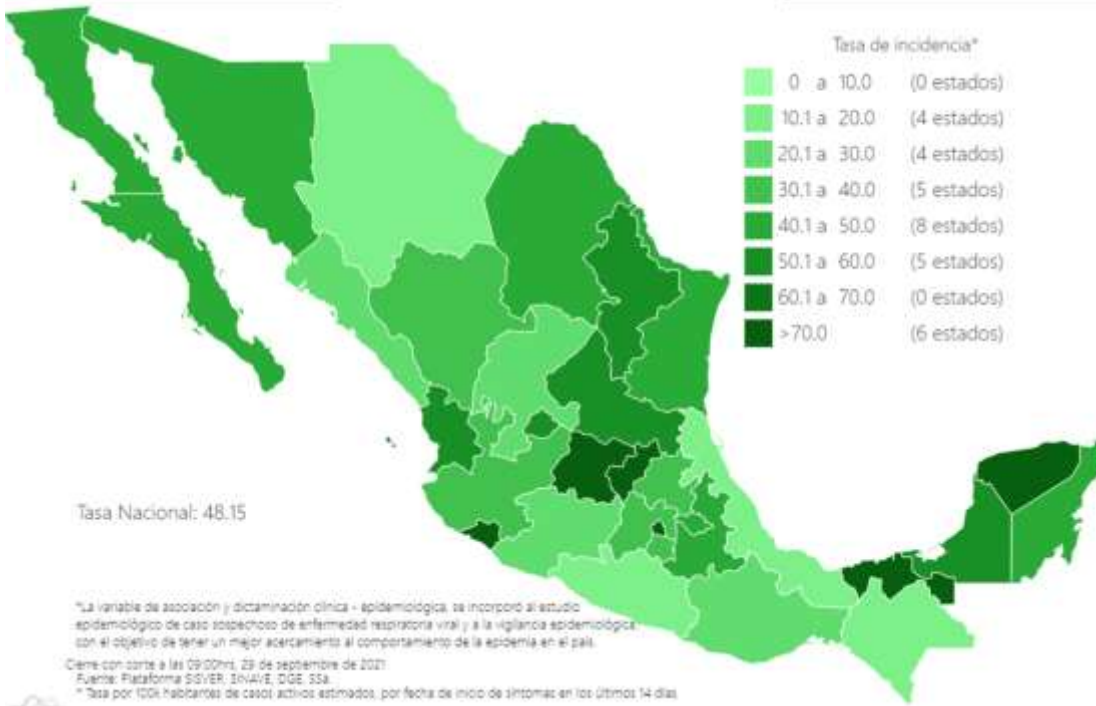 Tasa de incidencia*
0 a 10.0 (0 estados)
10.1 a 20.0 (4 estados)
20.1 a 30.0 (4 estados)
30.1 a 40.0 (5 estados)
40.1 a 50.0 (8 estados)
50.1 a 60.0 (5 estados)
60.1 a 70.0 (0 estados)
>70.0 (6 estados)
Tasa Nacional: 48.15
*La variable de asociación y dictaminación clínica - epidemiológica, se incorporó al estudio
epidemiológico de caso sospechoso de enfermedad respiratoria viral y a la vigilancia epidemiológica,
con el objetivo de tener un mejor acercamiento al comportamiento de la epidemia en el país.
Cierre con corte a las 09:00hrs, 29 de septiembre de 2021
Fuente: Plataforma SISVER, SINAVE, DGE, SSa.
* Tasa por 100k habitantes de casos activos estimados, por fecha de inicio de síntomas en los últimos 14 días